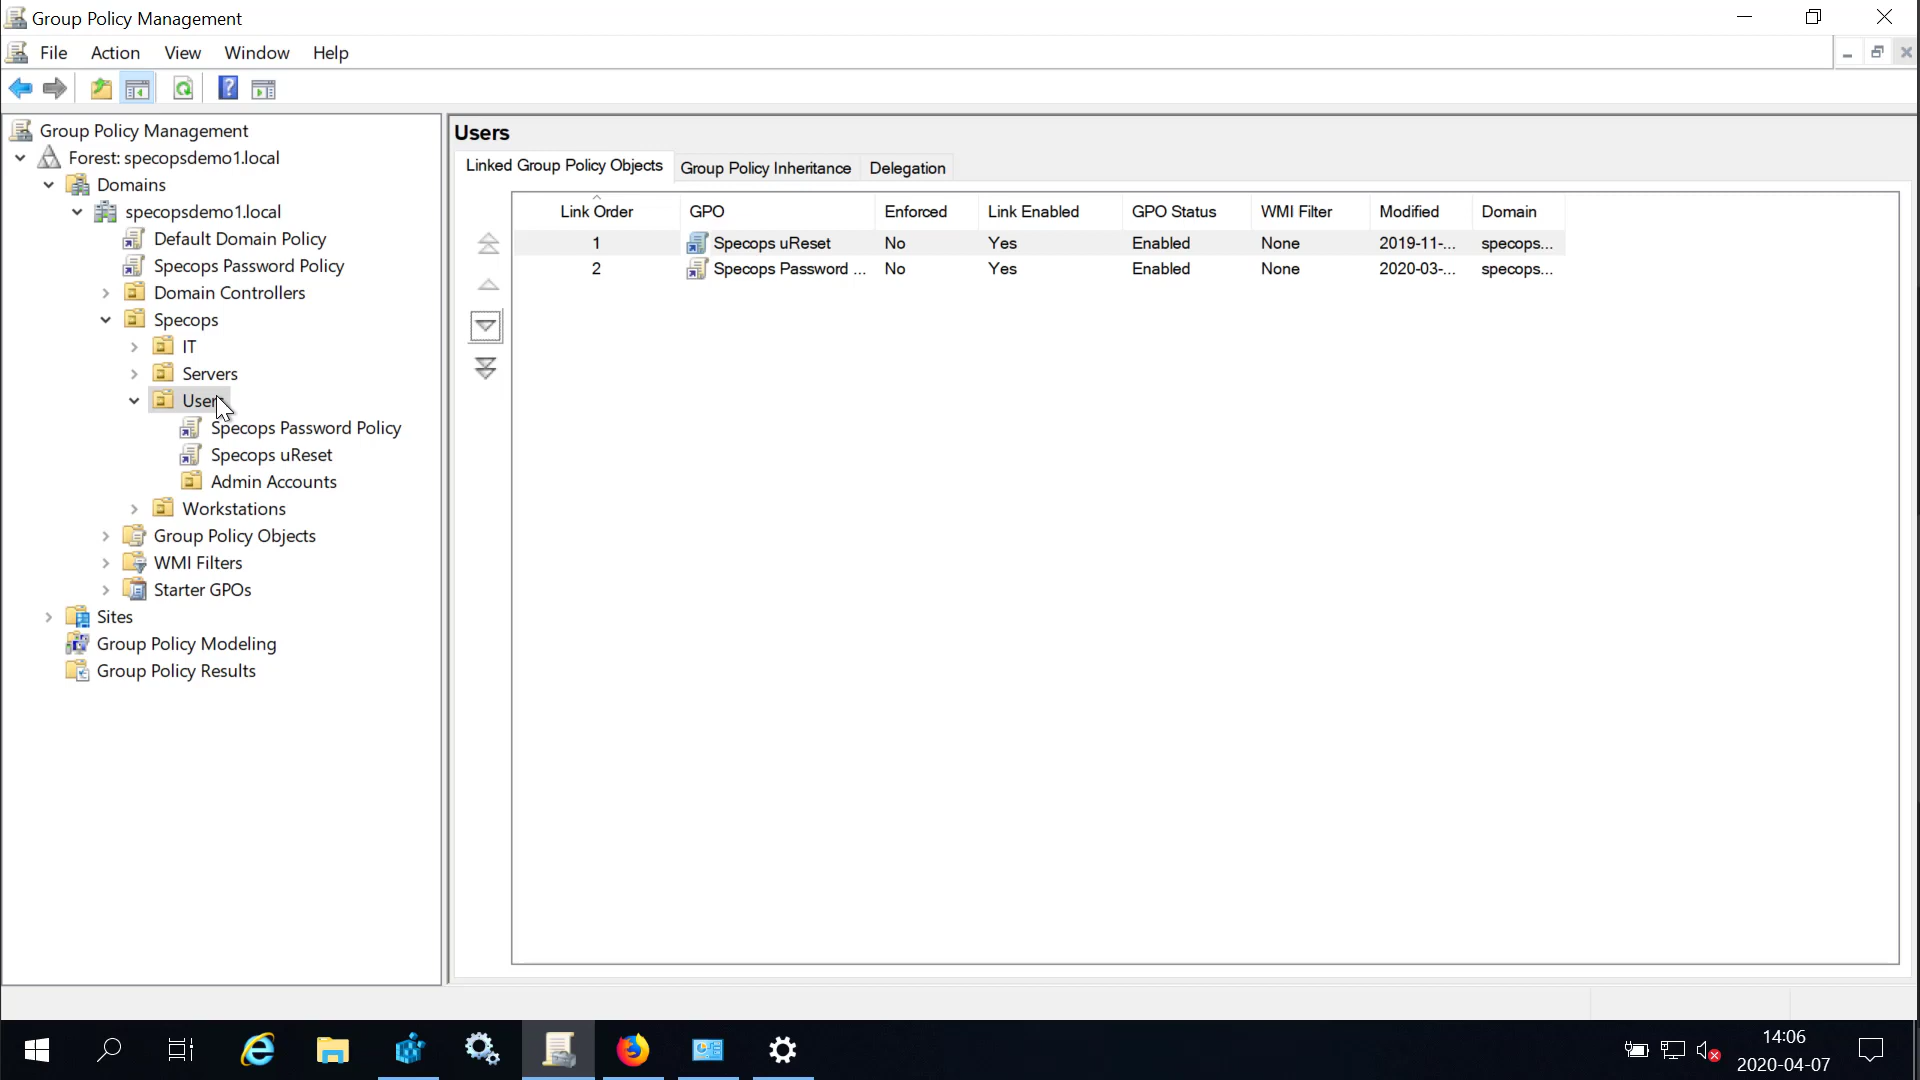 Group Policy Management
File Action View Window Help
Group Policy Management
Forest: specopsdemo1.local
Domains
specopsdemo1.local
Default Domain Policy
Specops Password Policy
Domain Controllers
Specops
IT
Servers
Users
Specops Password Policy
Specops uReset
Admin Accounts
Workstations
Group Policy Objects
WMI Filters
Starter GPOs
Sites
Group Policy Modeling
Group Policy Results
Users
Linked Group Policy Objects Group Policy Inheritance Delegation
Link Order GPO Enforced Link Enabled GPO Status WMI Filter Modified Domain
1 Specops uReset No Yes Enabled None 2019-11-... specops...
2 Specops Password ... No Yes Enabled None 2020-03-... specops...
14:06
2020-04-07